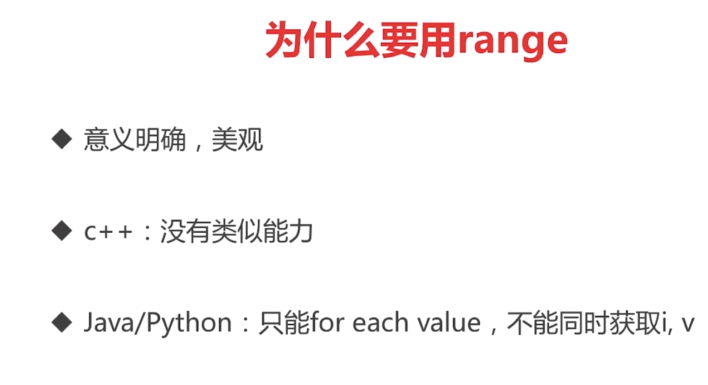 为什么要用range
◆ 意义明确，美观
◆ c++：没有类似能力
◆ Java/Python：只能for each value，不能同时获取i, v